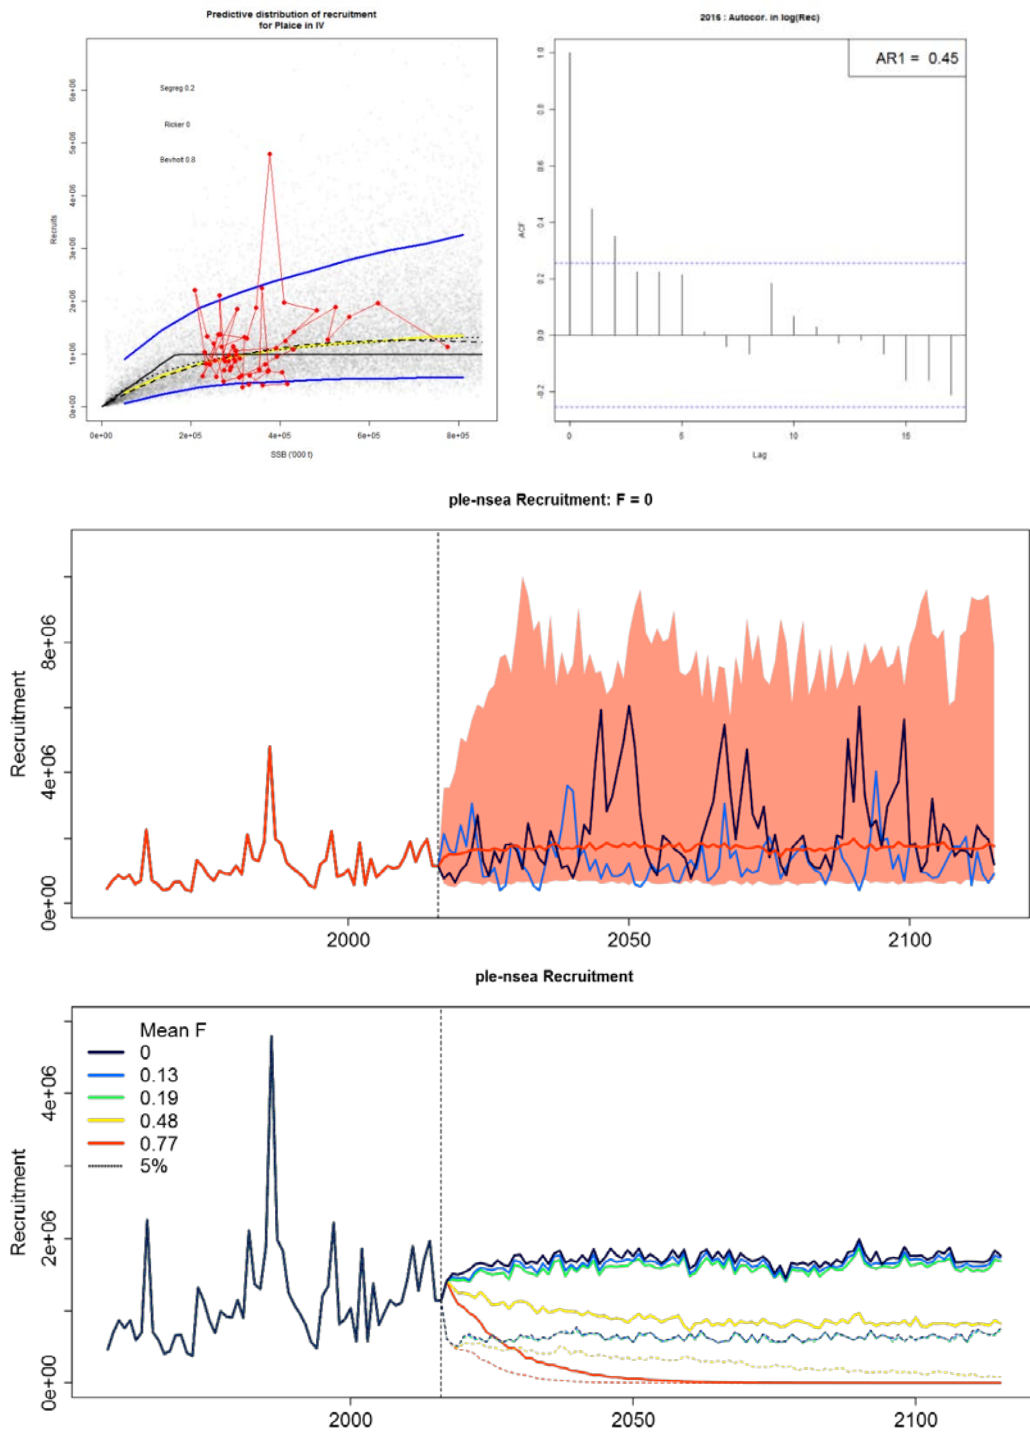 Predictive distribution of recruitment
for Plaice in IV
Segreg 0.2
Ricker 0
Bevholt 0.8
Recruits
0e+00
1e+06
2e+06
3e+06
4e+06
5e+06
6e+06
0e+00
2e+05
4e+05
6e+05
8e+05
SSB ('000 t)
2016 : Autocor. in log(Rec)
AR1 = 0.45
ACF
-0.2
0.0
0.2
0.4
0.6
0.8
1.0
0
5
10
15
Lag
ple-nsea Recruitment: F = 0
Recruitment
0e+00
2e+06
4e+06
6e+06
8e+06
2000
2050
2100
ple-nsea Recruitment
Mean F
0
0.13
0.19
0.48
0.77
5%
Recruitment
0e+00
2e+06
4e+06
2000
2050
2100